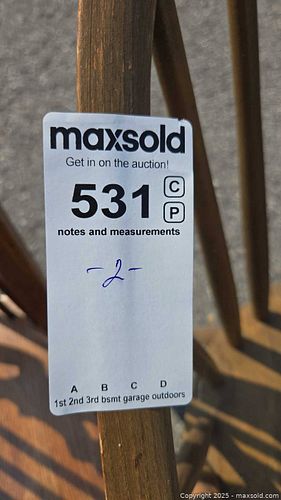 maxsold
Get in on the auction!
531 C
P
notes and measurements
-2-
A B C D
1st 2nd 3rd bsmt garage outdoors
Copyright 2025 - maxsold.com